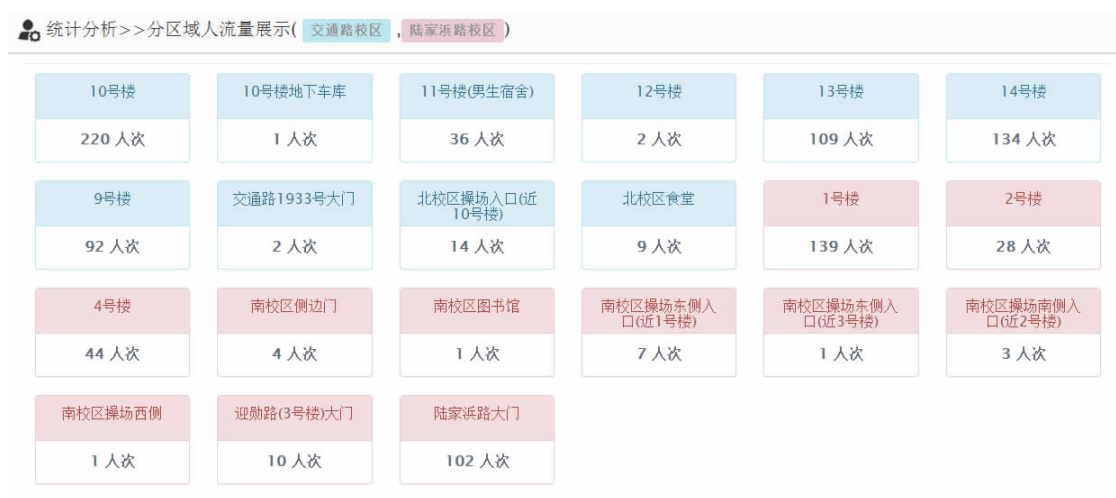 统计分析>>分区域人流量展示( 交通路校区 , 陆家浜路校区 )
10号楼
220 人次
10号楼地下车库
1 人次
11号楼(男生宿舍)
36 人次
12号楼
2 人次
13号楼
109 人次
14号楼
134 人次
9号楼
92 人次
交通路1933号大门
2 人次
北校区操场入口(近
10号楼)
14 人次
北校区食堂
9 人次
1号楼
139 人次
2号楼
28 人次
4号楼
44 人次
南校区侧边门
4 人次
南校区图书馆
1 人次
南校区操场东侧入
口(近1号楼)
7 人次
南校区操场东侧入
口(近3号楼)
1 人次
南校区操场南侧入
口(近2号楼)
3 人次
南校区操场西侧
1 人次
迎勋路(3号楼)大门
10 人次
陆家浜路大门
102 人次